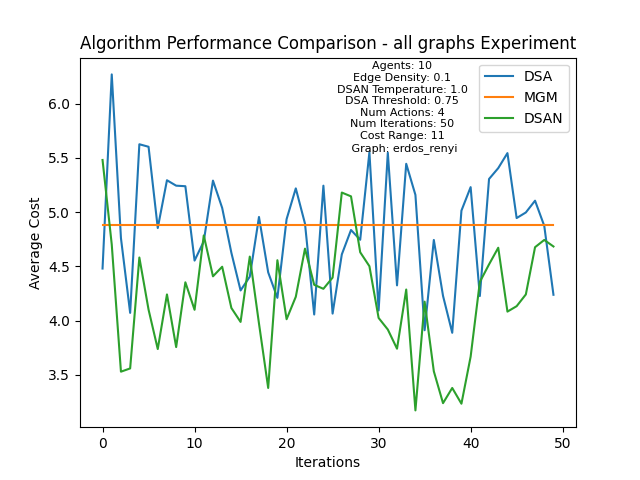 Algorithm Performance Comparison - all graphs Experiment
Agents: 10
Edge Density: 0.1
DSAN Temperature: 1.0
DSA Threshold: 0.75
Num Actions: 4
Num Iterations: 50
Cost Range: 11
Graph: erdos_renyi
DSA
MGM
DSAN
Average Cost
6.0
5.5
5.0
4.5
4.0
3.5
0 10 20 30 40 50
Iterations